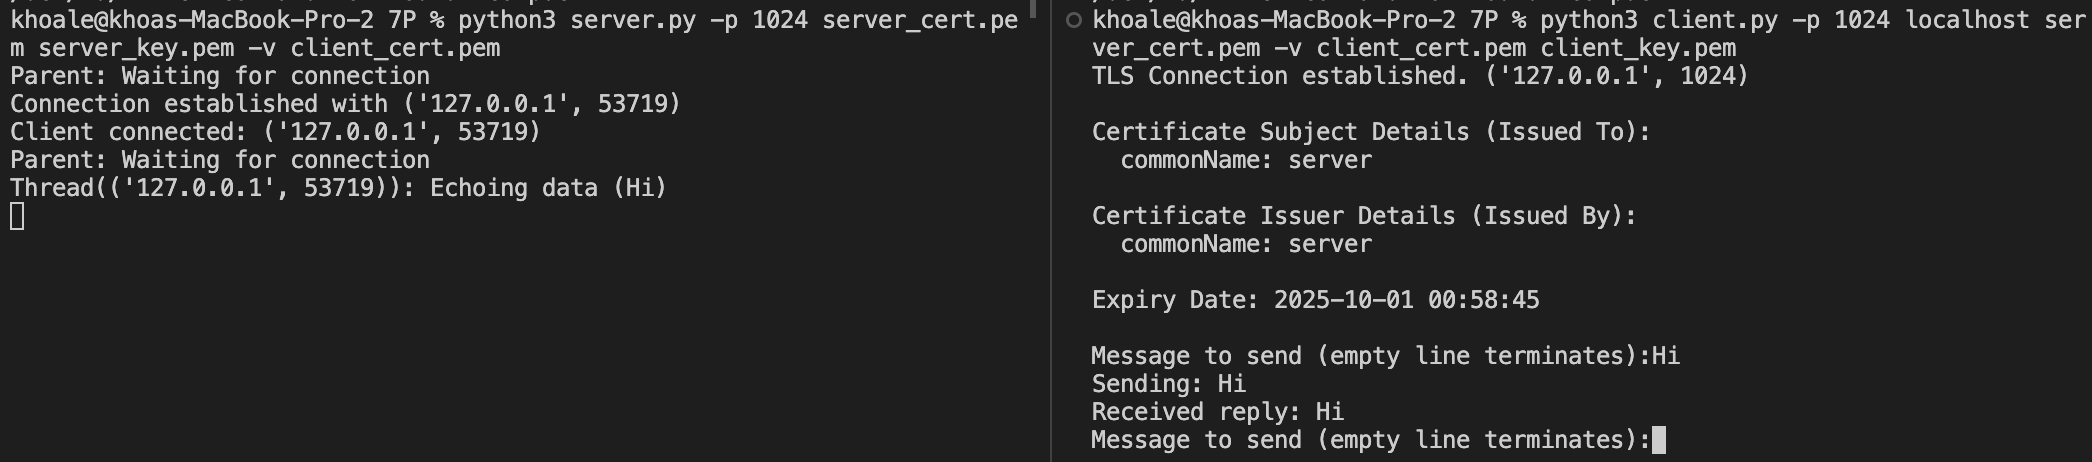 khoale@khoas-MacBook-Pro-2 7P % python3 server.py -p 1024 server_cert.pe
m server_key.pem -v client_cert.pem
Parent: Waiting for connection
Connection established with ('127.0.0.1', 53719)
Client connected: ('127.0.0.1', 53719)
Parent: Waiting for connection
Thread(('127.0.0.1', 53719)): Echoing data (Hi)
khoale@khoas-MacBook-Pro-2 7P % python3 client.py -p 1024 localhost ser
ver_cert.pem -v client_cert.pem client_key.pem
TLS Connection established. ('127.0.0.1', 1024)
Certificate Subject Details (Issued To):
commonName: server
Certificate Issuer Details (Issued By):
commonName: server
Expiry Date: 2025-10-01 00:58:45
Message to send (empty line terminates):Hi
Sending: Hi
Received reply: Hi
Message to send (empty line terminates):